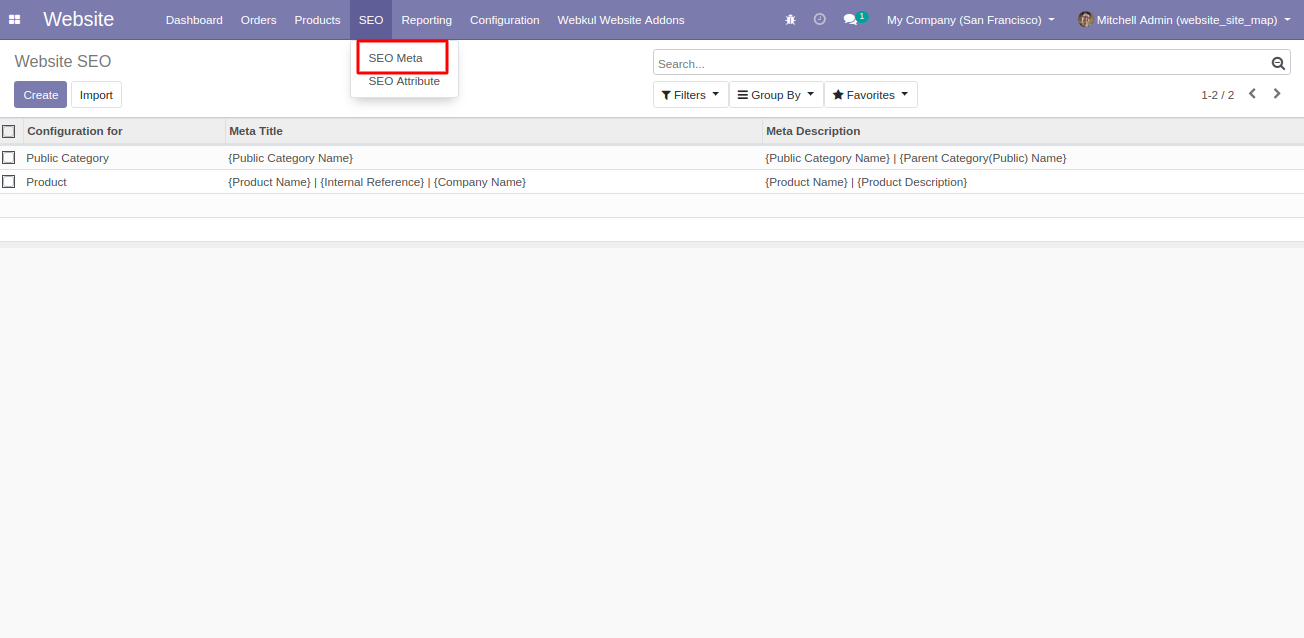 Website Dashboard Orders Products SEO Reporting Configuration Webkul Website Addons 1 My Company (San Francisco) Mitchell Admin (website_site_map)
SEO Meta
SEO Attribute
Website SEO
Search...
Create Import
Filters Group By Favorites 1-2 / 2
Configuration for Meta Title Meta Description
Public Category {Public Category Name} {Public Category Name} | {Parent Category(Public) Name}
Product {Product Name} | {Internal Reference} | {Company Name} {Product Name} | {Product Description}